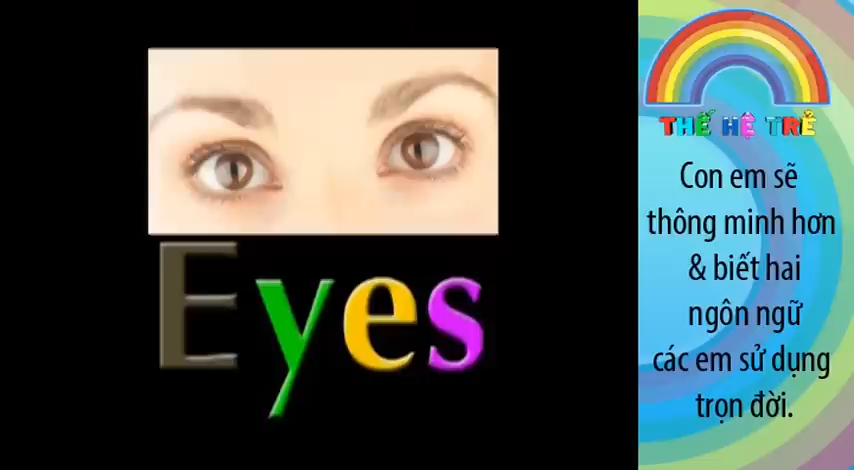 Eyes
THẾ HỆ TRẺ
Con em sẽ
thông minh hơn
& biết hai
ngôn ngữ
các em sử dụng
trọn đời.